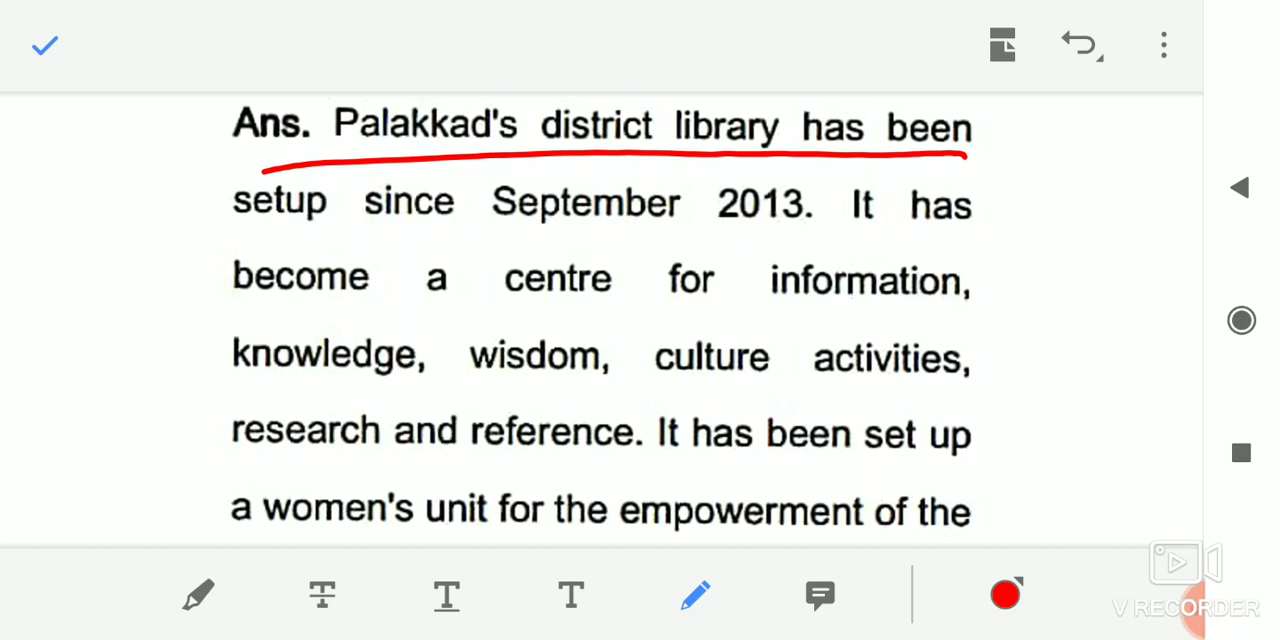 Ans. Palakkad's district library has been
setup since September 2013. It has
become a centre for information,
knowledge, wisdom, culture activities,
research and reference. It has been set up
a women's unit for the empowerment of the
T T T
V RECORDER